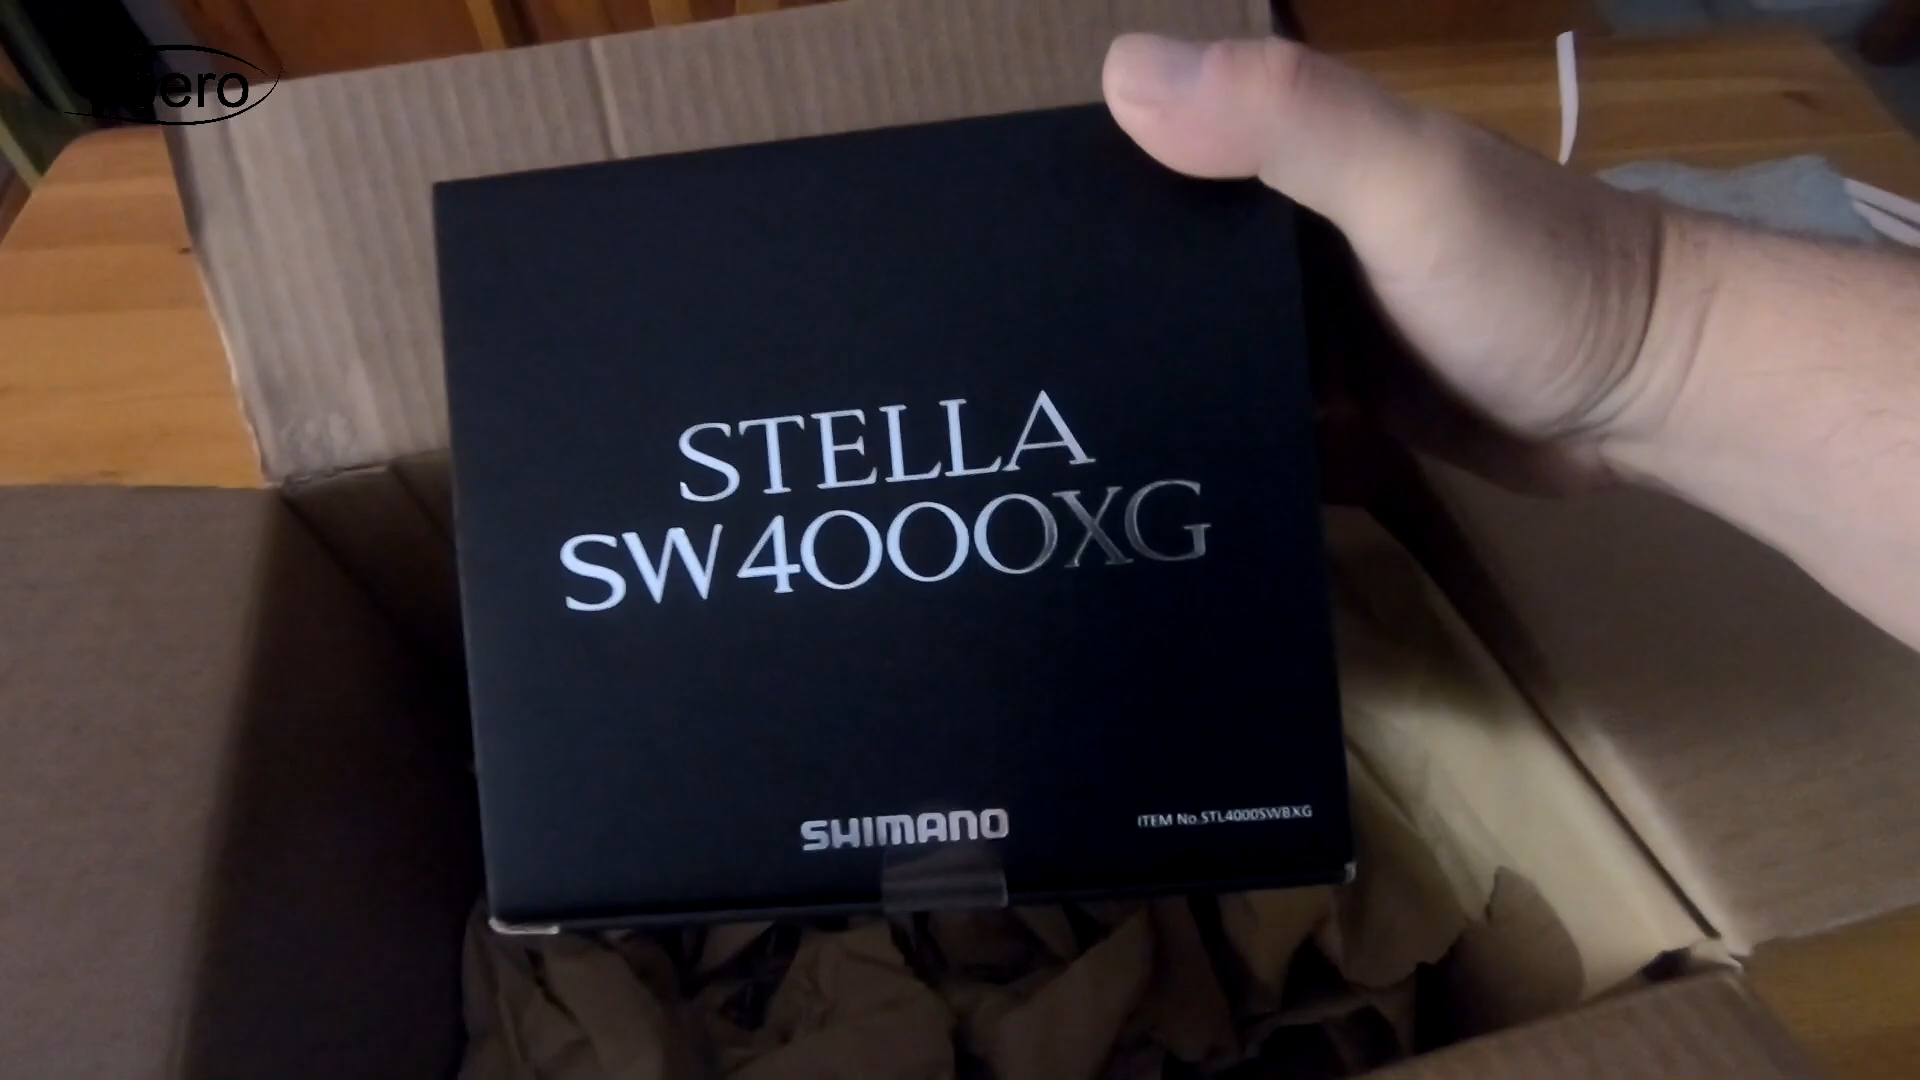 STELLA
SW4000XG
SHIMANO
ITEM No.STL4000SWBXG